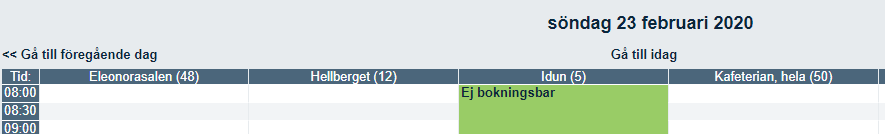 söndag 23 februari 2020
<< Gå till föregående dag Gå till idag
Tid: Eleonorasalen (48) Hellberget (12) Idun (5) Kafeterian, hela (50)
08:00 Ej bokningsbar
08:30
09:00